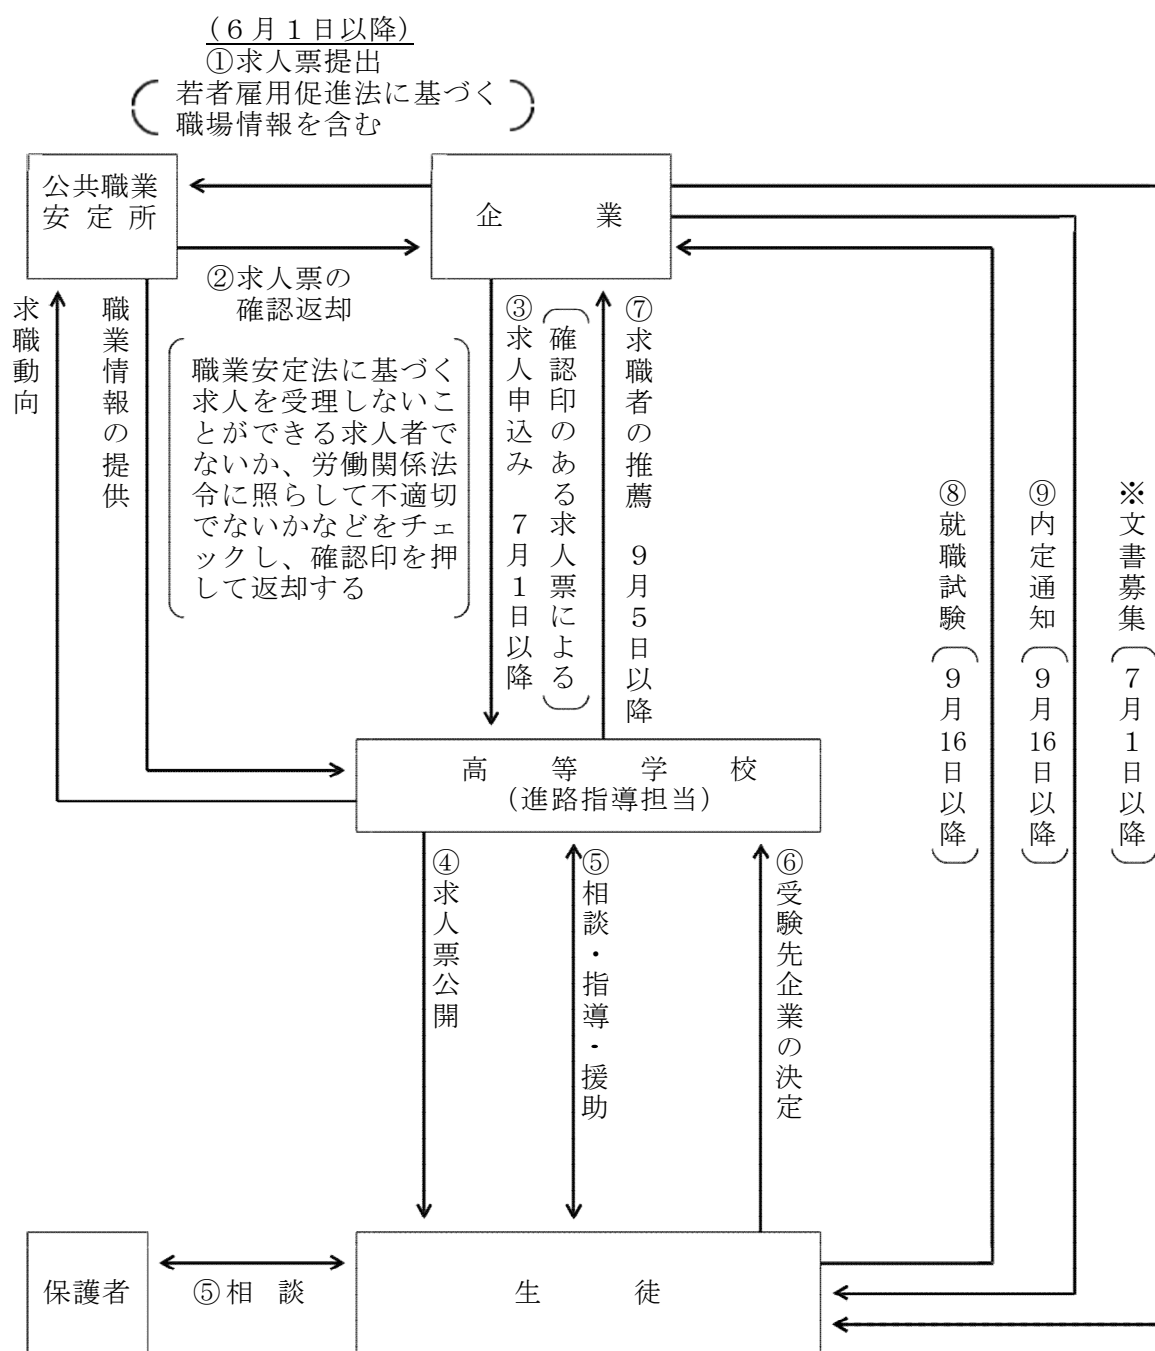 (６月１日以降)
①求人票提出
若者雇用促進法に基づく
職場情報を含む
公共職業
安定所
企業
②求人票の
確認返却
職業安定法に基づく
求人を受理しないこ
とができる求人者で
ないか、労働関係法
令に照らして不適切
でないかなどをチェ
ックし、確認印を押
して返却する
求職動向
職業情報の提供
③求人申込み　７月１日以降
確認印のある求人票による
⑦求職者の推薦　９月５日以降
⑧就職試験（９月16日以降）
⑨内定通知（９月16日以降）
※文書募集（７月１日以降）
高等学校
(進路指導担当)
④求人票公開
⑤相談・指導・援助
⑥受験先企業の決定
保護者
⑤相談
生徒